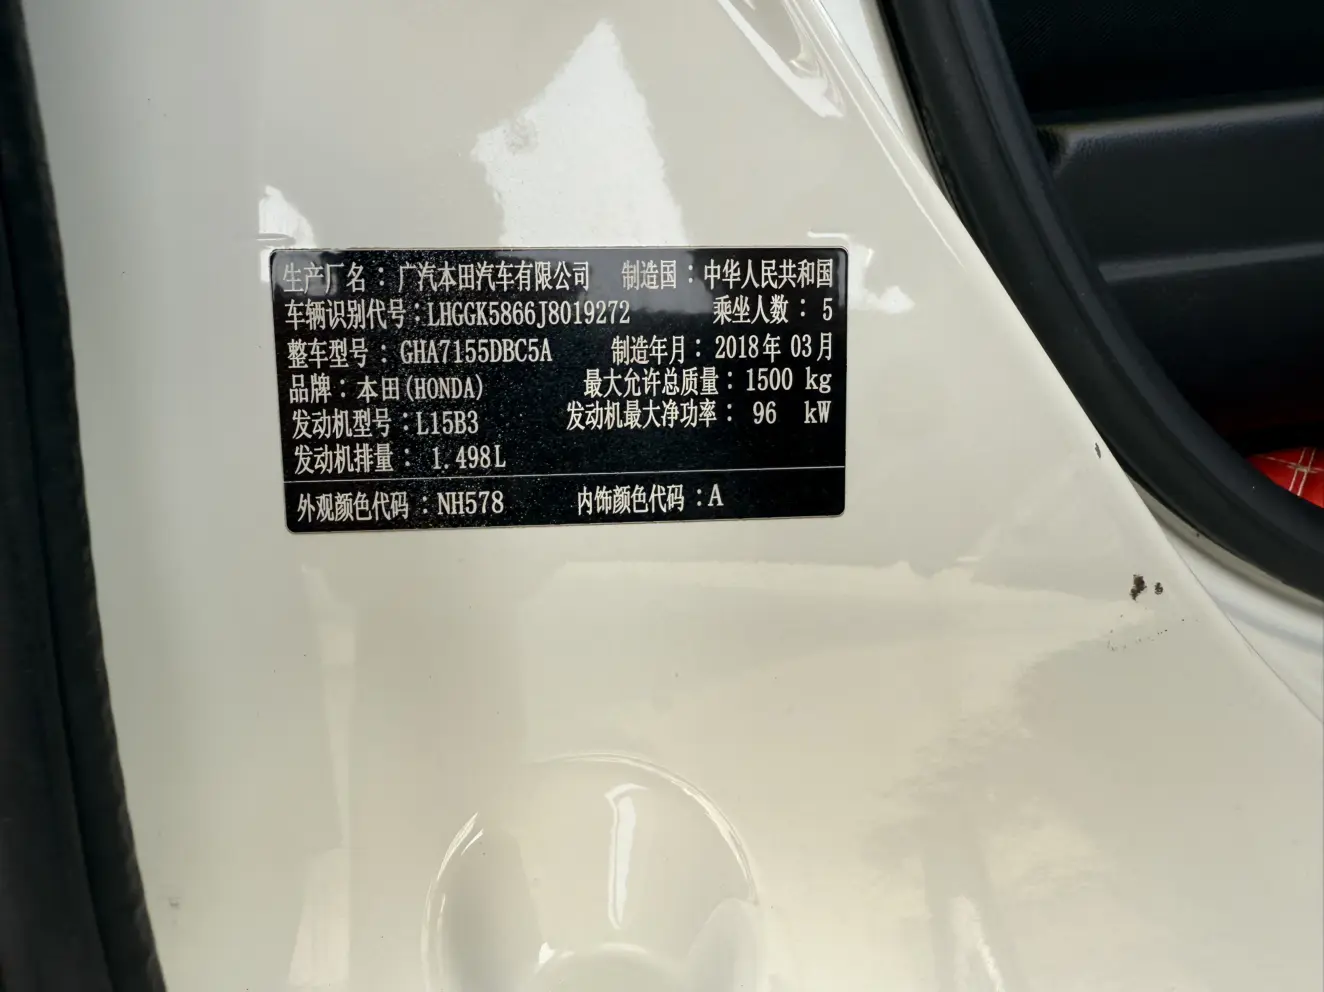 生产厂名：广汽本田汽车有限公司 制造国：中华人民共和国
车辆识别代号：LHGGK5866J8019272 乘坐人数：5
整车型号：GHA7155DBC5A 制造年月：2018年03月
品牌：本田(HONDA) 最大允许总质量：1500 kg
发动机型号：L15B3 发动机最大净功率：96 kW
发动机排量：1.498L
外观颜色代码：NH578 内饰颜色代码：A